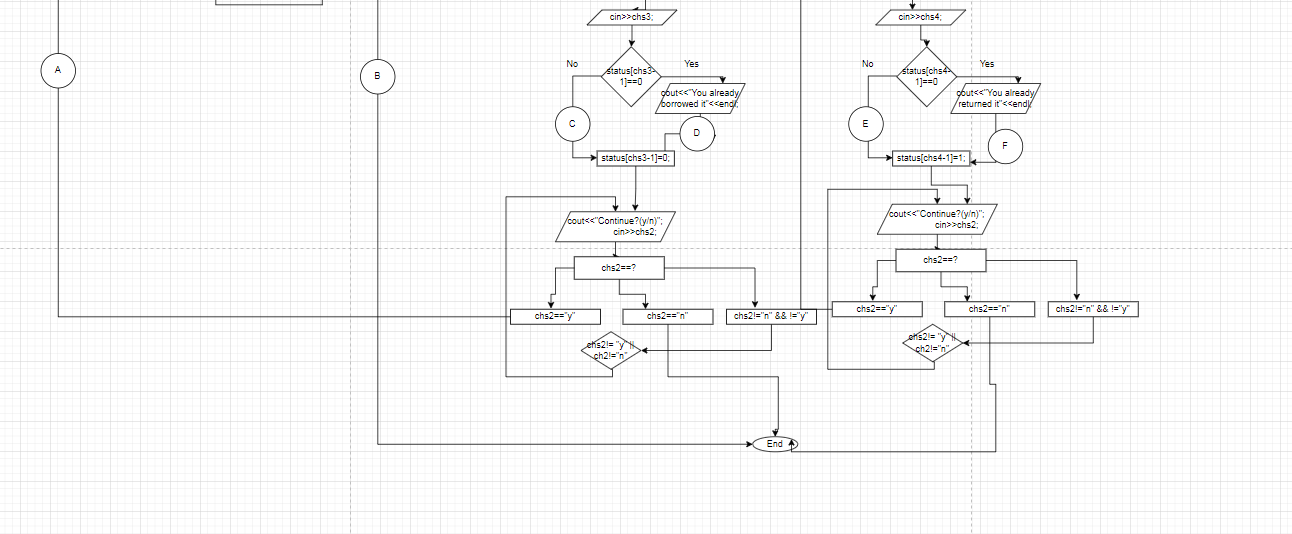 cin>>chs3;
cin>>chs4;
No
Yes
No
Yes
A
B
status[chs3-
1]==0
status[chs4-
1]==0
cout<<"You already
borrowed it"<<endl;
cout<<"You already
returned it"<<endl;
C
D
E
F
status[chs3-1]=0;
status[chs4-1]=1;
cout<<"Continue?(y/n)";
cin>>chs2;
cout<<"Continue?(y/n)";
cin>>chs2;
chs2==?
chs2==?
chs2=="y"
chs2=="n"
chs2!="n" && !="y"
chs2=="y"
chs2=="n"
chs2!="n" && !="y"
chs2!= "y" ||
ch2!="n"
chs2!= "y" ||
ch2!="n"
End